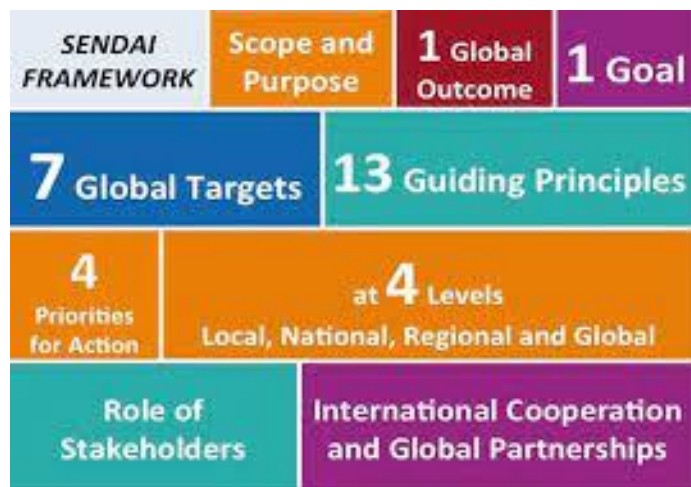 SENDAI
FRAMEWORK
Scope and
Purpose
1 Global
Outcome
1 Goal
7 Global Targets
13 Guiding Principles
4
Priorities
for Action
at 4 Levels
Local, National, Regional and Global
Role of
Stakeholders
International Cooperation
and Global Partnerships